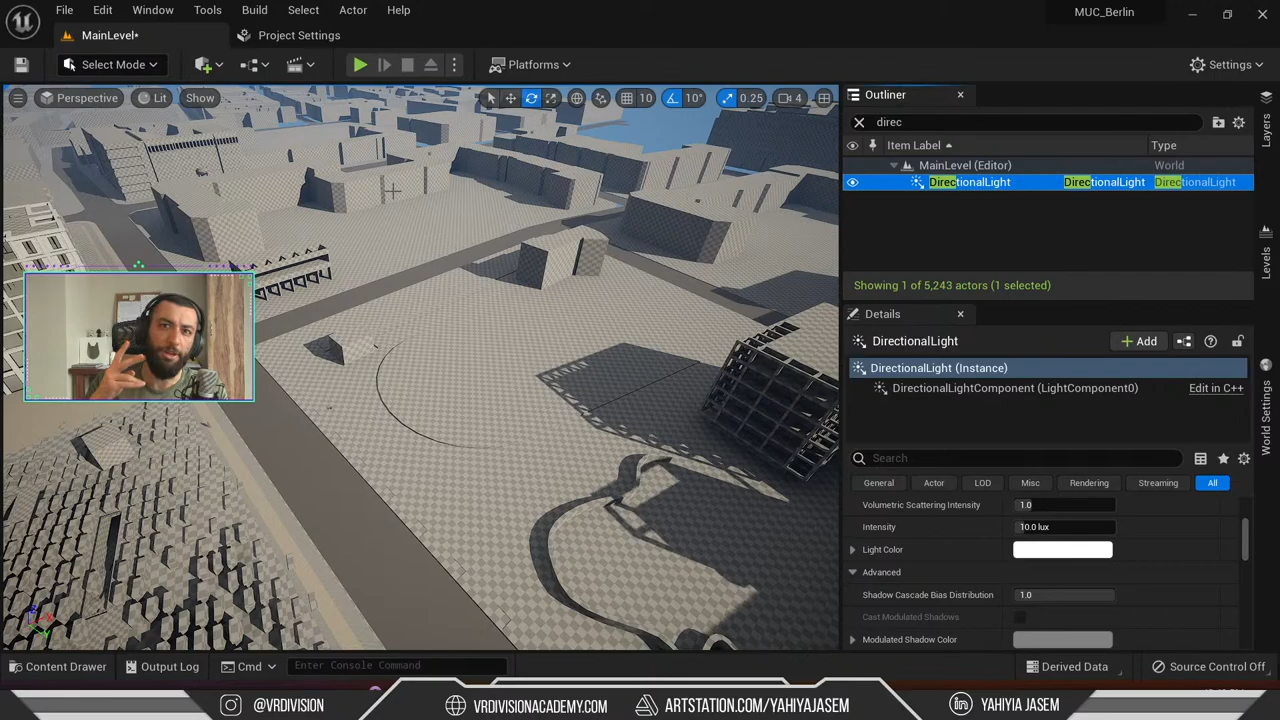 File Edit Window Tools Build Select Actor Help
MUC_Berlin
MainLevel*
Project Settings
Select Mode
Platforms
Settings
Perspective
Lit
Show
10
10°
0.25
4
Outliner
direc
Item Label
Type
MainLevel (Editor)
World
DirectionalLight
DirectionalLight
DirectionalLight
Showing 1 of 5,243 actors (1 selected)
Details
DirectionalLight
+ Add
DirectionalLight (Instance)
DirectionalLightComponent (LightComponent0)
Edit in C++
Search
General
Actor
LOD
Misc
Rendering
Streaming
All
Volumetric Scattering Intensity
1.0
Intensity
10.0 lux
Light Color
Advanced
Shadow Cascade Bias Distribution
1.0
Cast Modulated Shadows
Modulated Shadow Color
Layers
Levels
World Settings
Content Drawer
Output Log
Cmd
Enter Console Command
Derived Data
Source Control Off
@VRDIVISION
VRDIVISIONACADEMY.COM
ARTSTATION.COM/YAHIYAJASEM
YAHIYIA JASEM